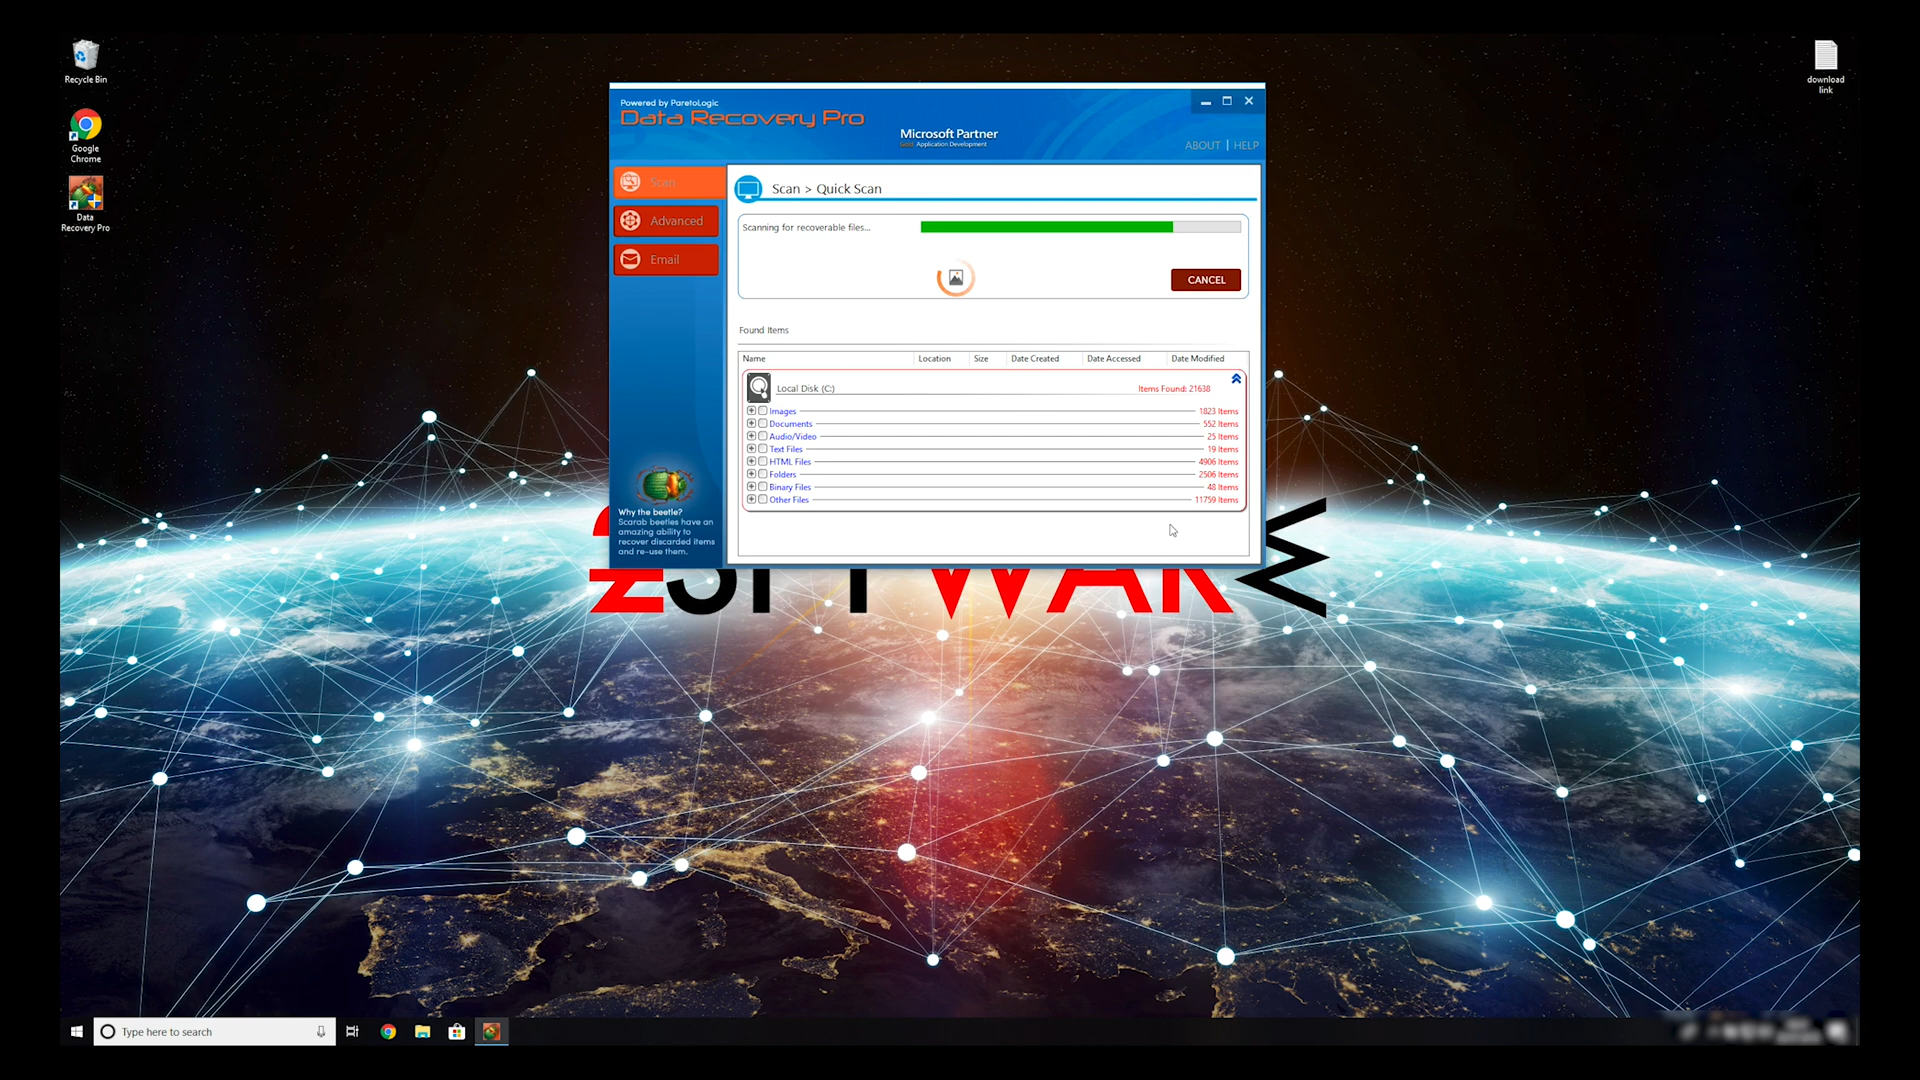 Recycle Bin
Google
Chrome
Data
Recovery Pro
download
link
Powered by ParetoLogic
Data Recovery Pro
Microsoft Partner
Gold Application Development
ABOUT | HELP
Scan
Advanced
Email
Why the beetle?
Scarab beetles have an
amazing ability to
recover discarded items
and re-use them.
Scan > Quick Scan
Scanning for recoverable files...
CANCEL
Found Items
Name Location Size Date Created Date Accessed Date Modified
Local Disk (C:) Items Found: 21638
Images 1823 Items
Documents 552 Items
Audio/Video 25 Items
Text Files 19 Items
HTML Files 4906 Items
Folders 2506 Items
Binary Files 48 Items
Other Files 11759 Items
2SPYWARE
Type here to search